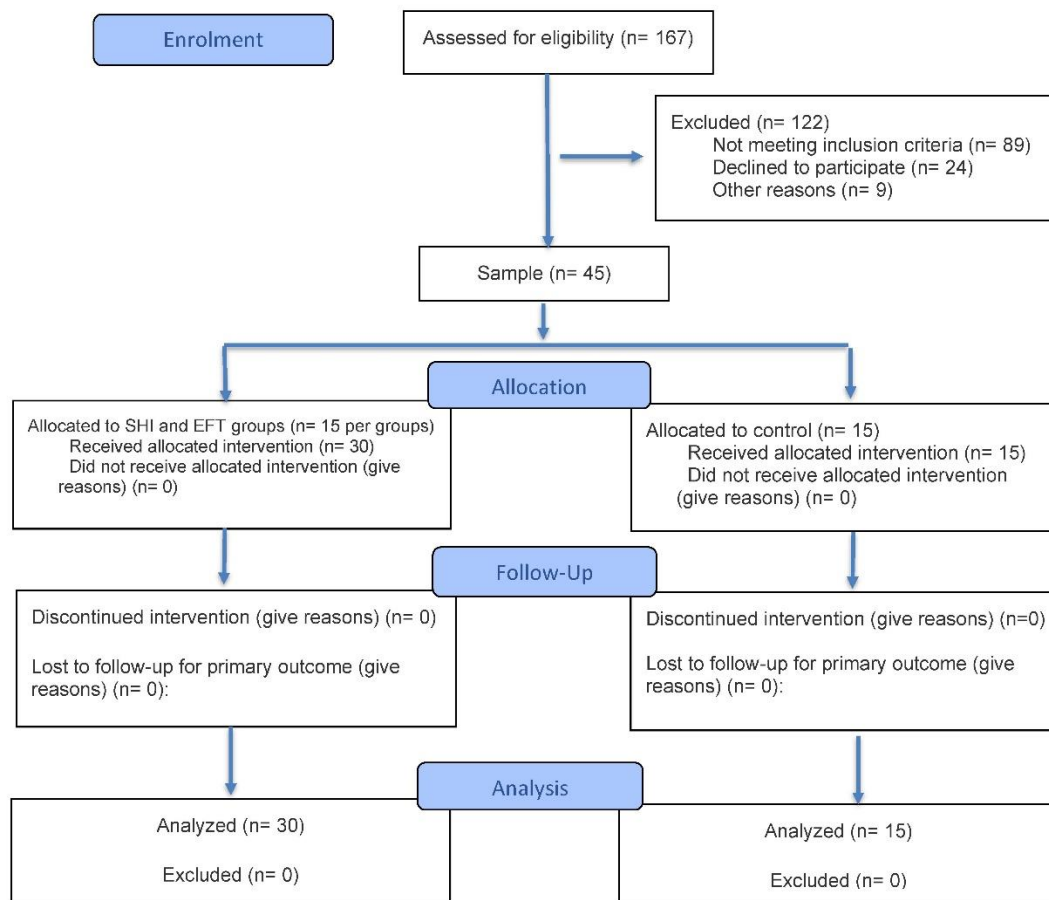 Enrolment
Assessed for eligibility (n= 167)
Excluded (n= 122)
Not meeting inclusion criteria (n= 89)
Declined to participate (n= 24)
Other reasons (n= 9)
Sample (n= 45)
Allocation
Allocated to SHI and EFT groups (n= 15 per groups)
Received allocated intervention (n= 30)
Did not receive allocated intervention (give
reasons) (n= 0)
Allocated to control (n= 15)
Received allocated intervention (n= 15)
Did not receive allocated intervention
(give reasons) (n= 0)
Follow-Up
Discontinued intervention (give reasons) (n= 0)
Lost to follow-up for primary outcome (give
reasons) (n= 0):
Discontinued intervention (give reasons) (n=0)
Lost to follow-up for primary outcome (give
reasons) (n= 0):
Analysis
Analyzed (n= 30)
Excluded (n= 0)
Analyzed (n= 15)
Excluded (n= 0)